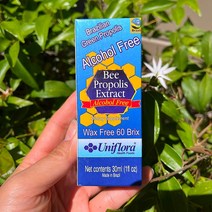 Brazilian
Green Propolis
Alcohol Free
Bee
Propolis
Extract
Alcohol Free
Wax Free 60 Brix
Uniflora
Net contents 30ml (1fl oz)
Made in Brazil